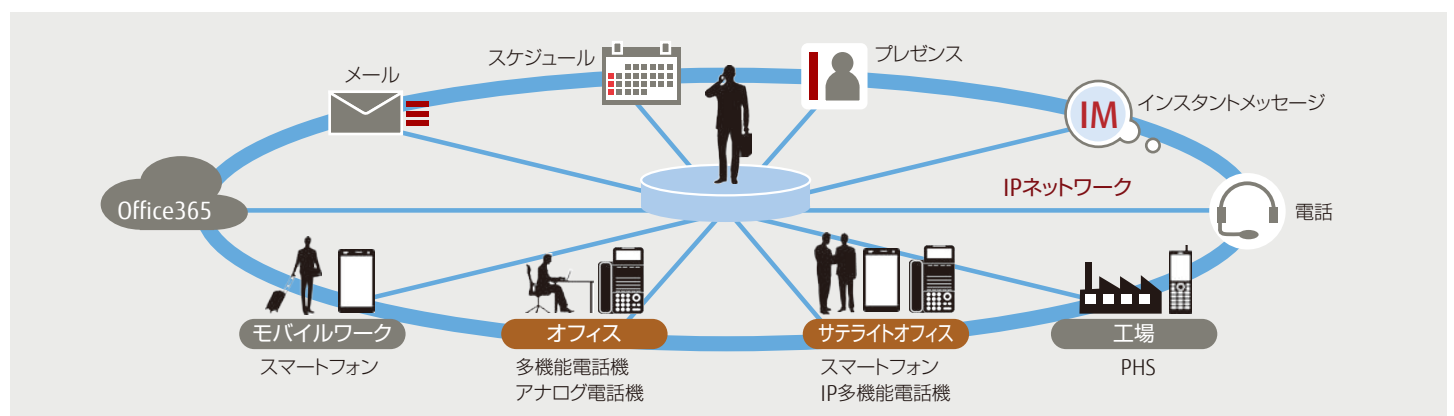 スケジュール
プレゼンス
メール
インスタントメッセージ
IM
IPネットワーク
Office365
電話
モバイルワーク
オフィス
サテライトオフィス
工場
スマートフォン
多機能電話機
アナログ電話機
スマートフォン
IP多機能電話機
PHS